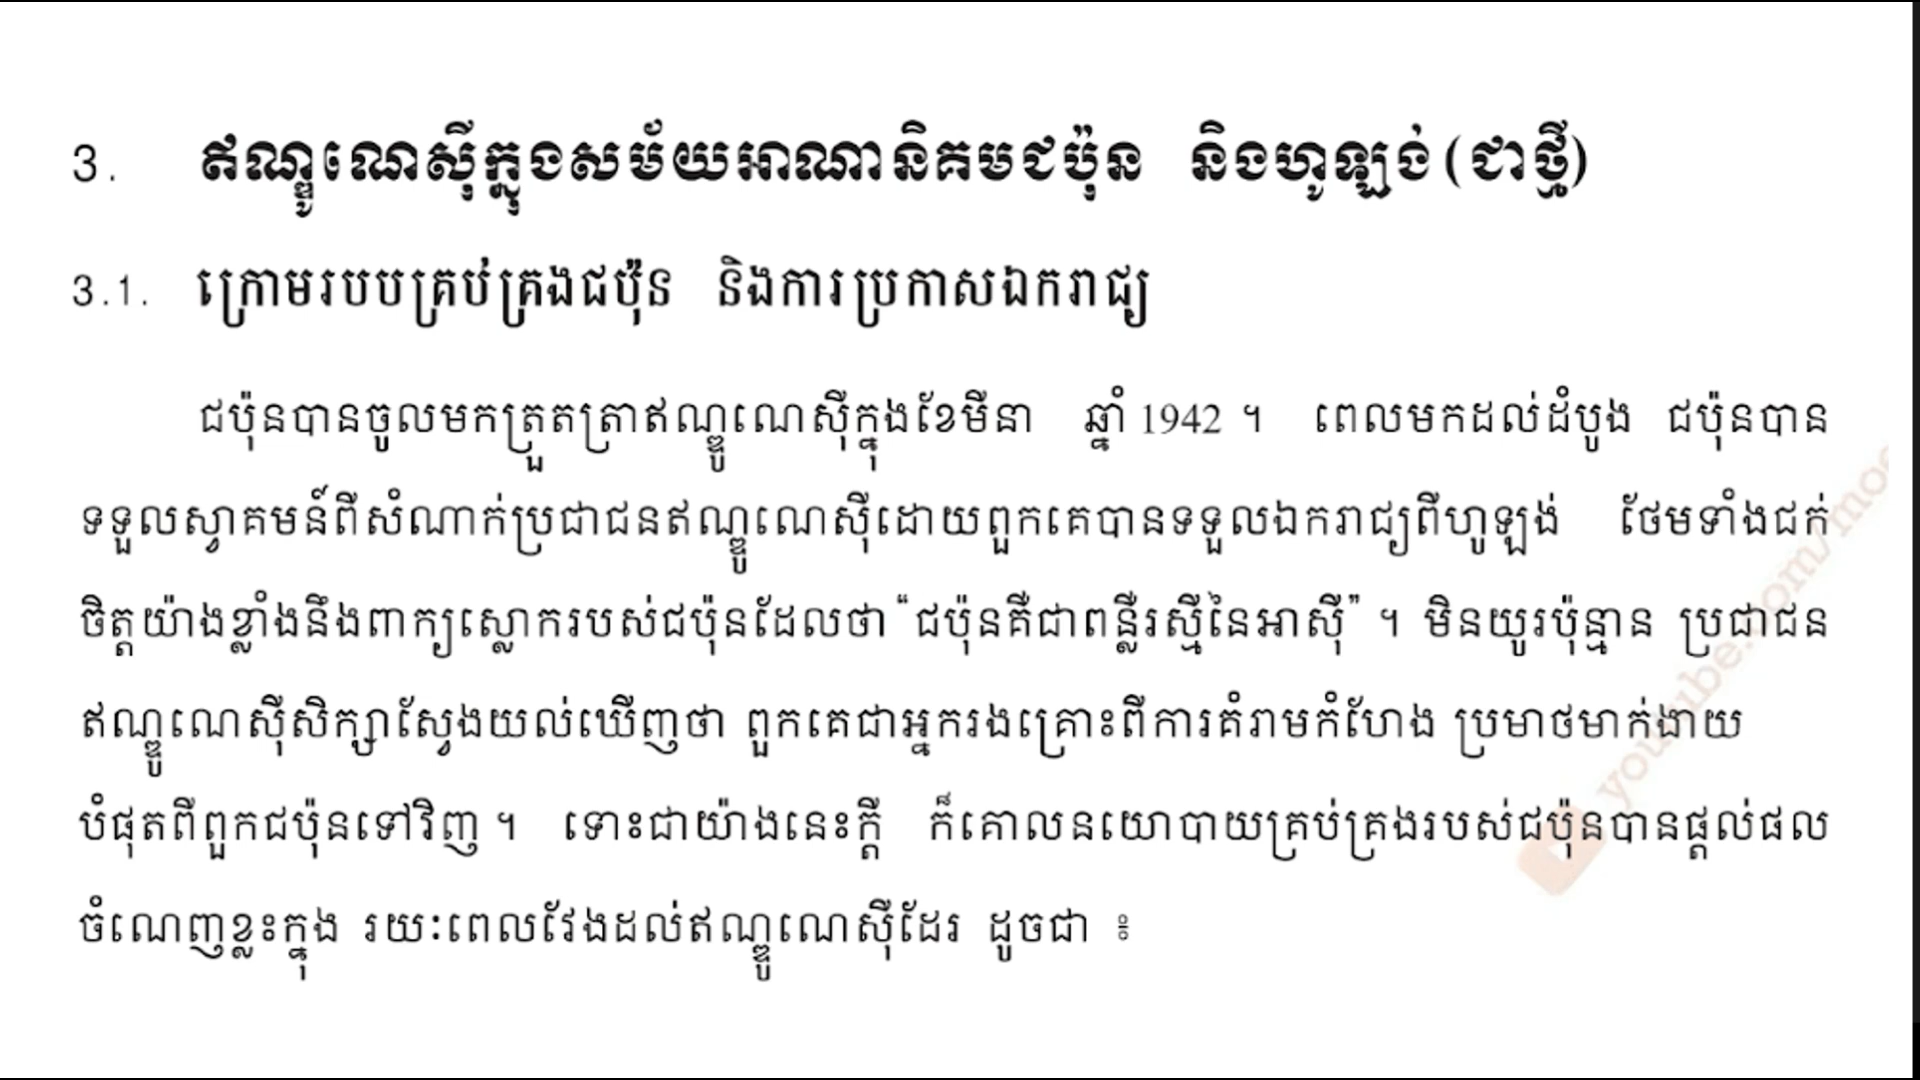 3. ឥណ្ឌូណេស៊ីក្នុងសម័យអាណានិគមជប៉ុន និងហូឡង់(ជាថ្មី)
3.1. ក្រោមរបបគ្រប់គ្រងជប៉ុន និងការប្រកាសឯករាជ្យ
ជប៉ុនបានចូលមកត្រួតត្រាឥណ្ឌូណេស៊ីក្នុងខែមីនា ឆ្នាំ 1942 ។ ពេលមកដល់ដំបូង ជប៉ុនបាន
ទទួលស្វាគមន៍ពីសំណាក់ប្រជាជនឥណ្ឌូណេស៊ីដោយពួកគេបានទទួលឯករាជ្យពីហូឡង់ ថែមទាំងជក់
ចិត្តយ៉ាងខ្លាំងនឹងពាក្យស្លោករបស់ជប៉ុនដែលថា “ជប៉ុនគឺជាពន្លឺរស្មីនៃអាស៊ី” ។ មិនយូរប៉ុន្មាន ប្រជាជន
ឥណ្ឌូណេស៊ីសិក្សាស្វែងយល់ឃើញថា ពួកគេជាអ្នករងគ្រោះពីការគំរាមកំហែង ប្រមាថមាក់ងាយ
បំផុតពីពួកជប៉ុនទៅវិញ ។ ទោះជាយ៉ាងនេះក្តី ក៏គោលនយោបាយគ្រប់គ្រងរបស់ជប៉ុនបានផ្តល់ផល
ចំណេញខ្លះក្នុង រយៈពេលវែងដល់ឥណ្ឌូណេស៊ីដែរ ដូចជា ៖
youtube.com/moe